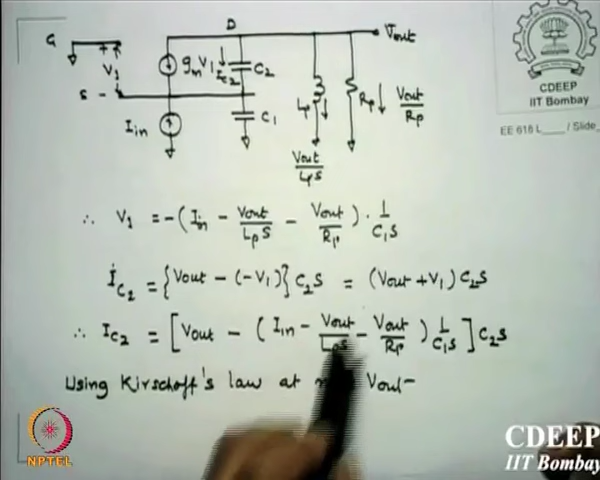 D
G
Vout
+
V1
gmV1
IC2
C2
S -
Iin
C1
Lp
Rp
Vout/Rp
Vout/LpS
CDEEP
IIT Bombay
EE 618 L___ / Slide_
∴ V1 = -(Iin - Vout/LpS - Vout/Rp) · 1/C1S
iC2 = {Vout - (-V1)} C2S = (Vout + V1) C2S
∴ IC2 = [Vout - (Iin - Vout/LpS - Vout/Rp) 1/C1S] C2S
Using Kirschoff's law at Vout-
NPTEL
CDEEP
IIT Bombay